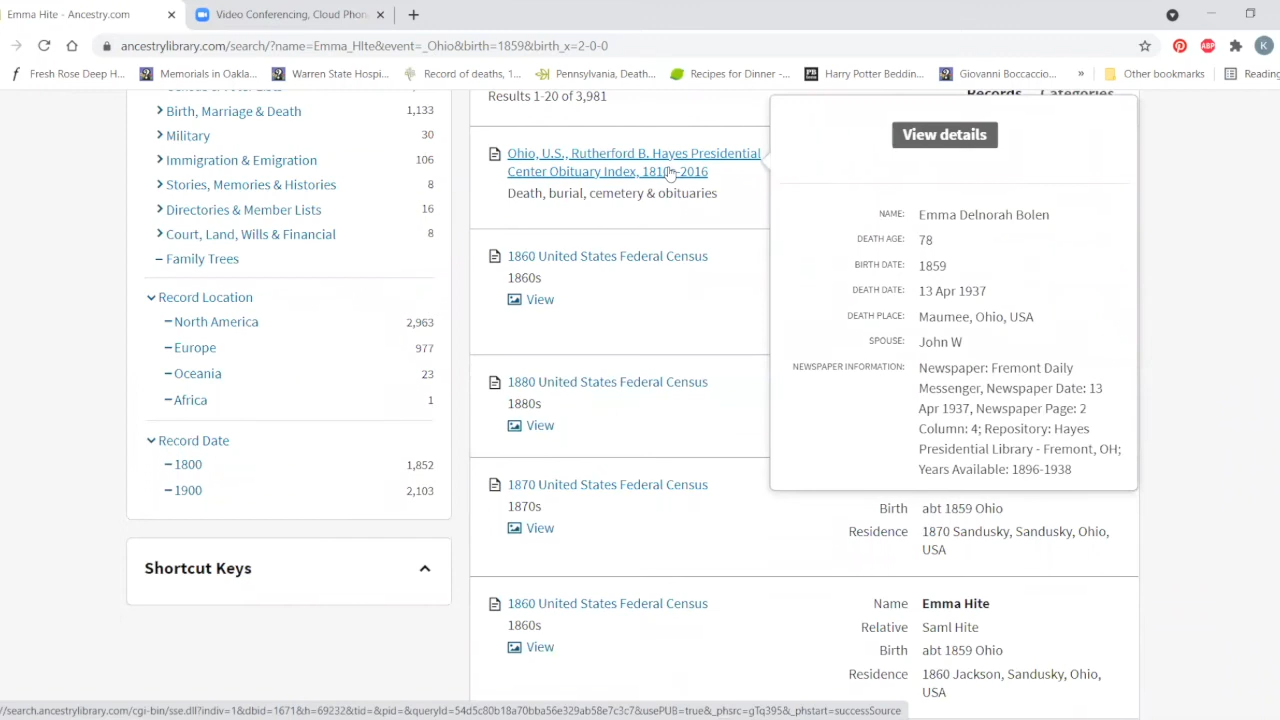 Emma Hite - Ancestry.com
Video Conferencing, Cloud Phon
ancestrylibrary.com/search/?name=Emma_HIte&event=_Ohio&birth=1859&birth_x=2-0-0
ABP
K
Fresh Rose Deep H...
Memorials in Oakla...
Warren State Hospi...
Record of deaths, 1...
Pennsylvania, Death...
Recipes for Dinner -...
PB
Harry Potter Beddin...
Giovanni Boccaccio...
»
Other bookmarks
Reading
Birth, Marriage & Death 1,133
Military 30
Immigration & Emigration 106
Stories, Memories & Histories 8
Directories & Member Lists 16
Court, Land, Wills & Financial 8
Family Trees
Record Location
North America 2,963
Europe 977
Oceania 23
Africa 1
Record Date
1800 1,852
1900 2,103
Shortcut Keys
Results 1-20 of 3,981
Records Categories
Ohio, U.S., Rutherford B. Hayes Presidential
Center Obituary Index, 1810-2016
Death, burial, cemetery & obituaries
1860 United States Federal Census
1860s
View
1880 United States Federal Census
1880s
View
1870 United States Federal Census
1870s
View
1860 United States Federal Census
1860s
View
View details
NAME: Emma Delnorah Bolen
DEATH AGE: 78
BIRTH DATE: 1859
DEATH DATE: 13 Apr 1937
DEATH PLACE: Maumee, Ohio, USA
SPOUSE: John W
NEWSPAPER INFORMATION: Newspaper: Fremont Daily
Messenger, Newspaper Date: 13
Apr 1937, Newspaper Page: 2
Column: 4; Repository: Hayes
Presidential Library - Fremont, OH;
Years Available: 1896-1938
Birth abt 1859 Ohio
Residence 1870 Sandusky, Sandusky, Ohio,
USA
Name Emma Hite
Relative Saml Hite
Birth abt 1859 Ohio
Residence 1860 Jackson, Sandusky, Ohio,
USA
//search.ancestrylibrary.com/cgi-bin/sse.dll?indiv=1&dbid=1671&h=69232&tid=&pid=&queryId=54d5c80b18a70bba56e329ab58e7c3c7&usePUB=true&_phsrc=gTq395&_phstart=successSource